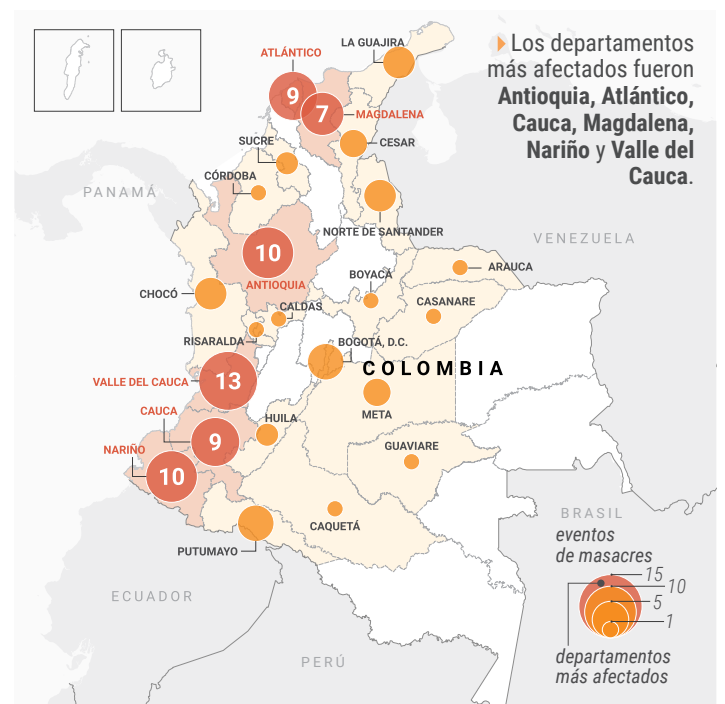 Los departamentos
más afectados fueron
Antioquia, Atlántico,
Cauca, Magdalena,
Nariño y Valle del
Cauca.
LA GUAJIRA
ATLÁNTICO
9
7
MAGDALENA
SUCRE
CESAR
CÓRDOBA
PANAMÁ
NORTE DE SANTANDER
VENEZUELA
10
ANTIOQUIA
BOYACÁ
ARAUCA
CHOCÓ
CALDAS
CASANARE
RISARALDA
BOGOTÁ, D.C.
COLOMBIA
VALLE DEL CAUCA
13
META
CAUCA
HUILA
9
NARIÑO
GUAVIARE
10
CAQUETÁ
PUTUMAYO
BRASIL
ECUADOR
PERÚ
eventos
de masacres
15
10
5
1
departamentos
más afectados